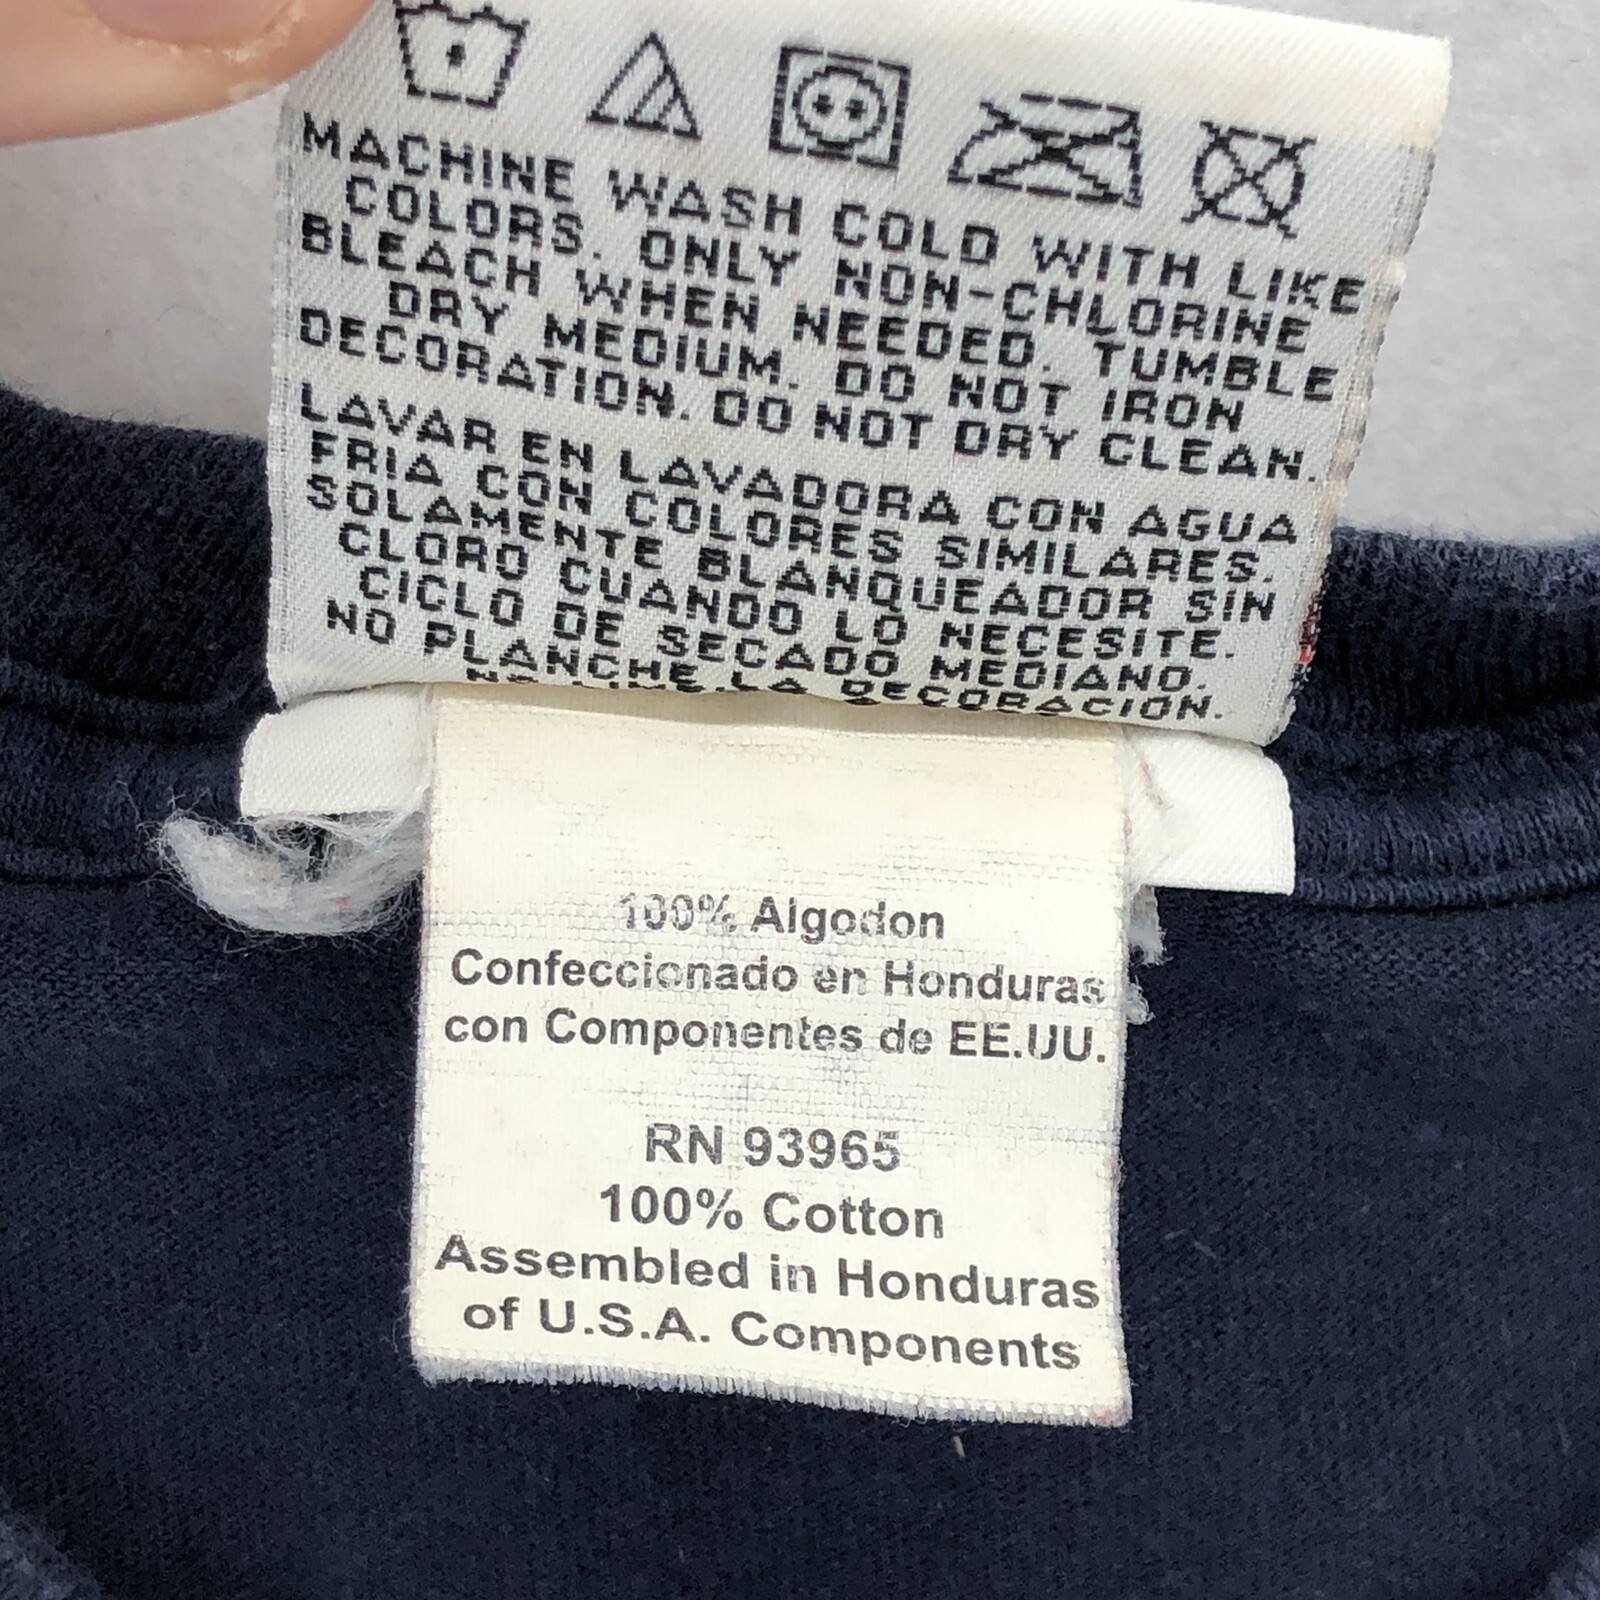 MACHINE WASH COLD WITH LIKE
COLORS. ONLY NON-CHLORINE
BLEACH WHEN NEEDED. TUMBLE
DRY MEDIUM. DO NOT IRON
DECORATION. DO NOT DRY CLEAN.
LAVAR EN LAVADORA CON AGUA
FRIA CON COLORES SIMILARES.
SOLAMENTE BLANQUEADOR SIN
CLORO CUANDO LO NECESITE.
CICLO DE SECADO MEDIANO.
NO PLANCHE LA DECORACION.
100% Algodon
Confeccionado en Honduras
con Componentes de EE.UU.
RN 93965
100% Cotton
Assembled in Honduras
of U.S.A. Components